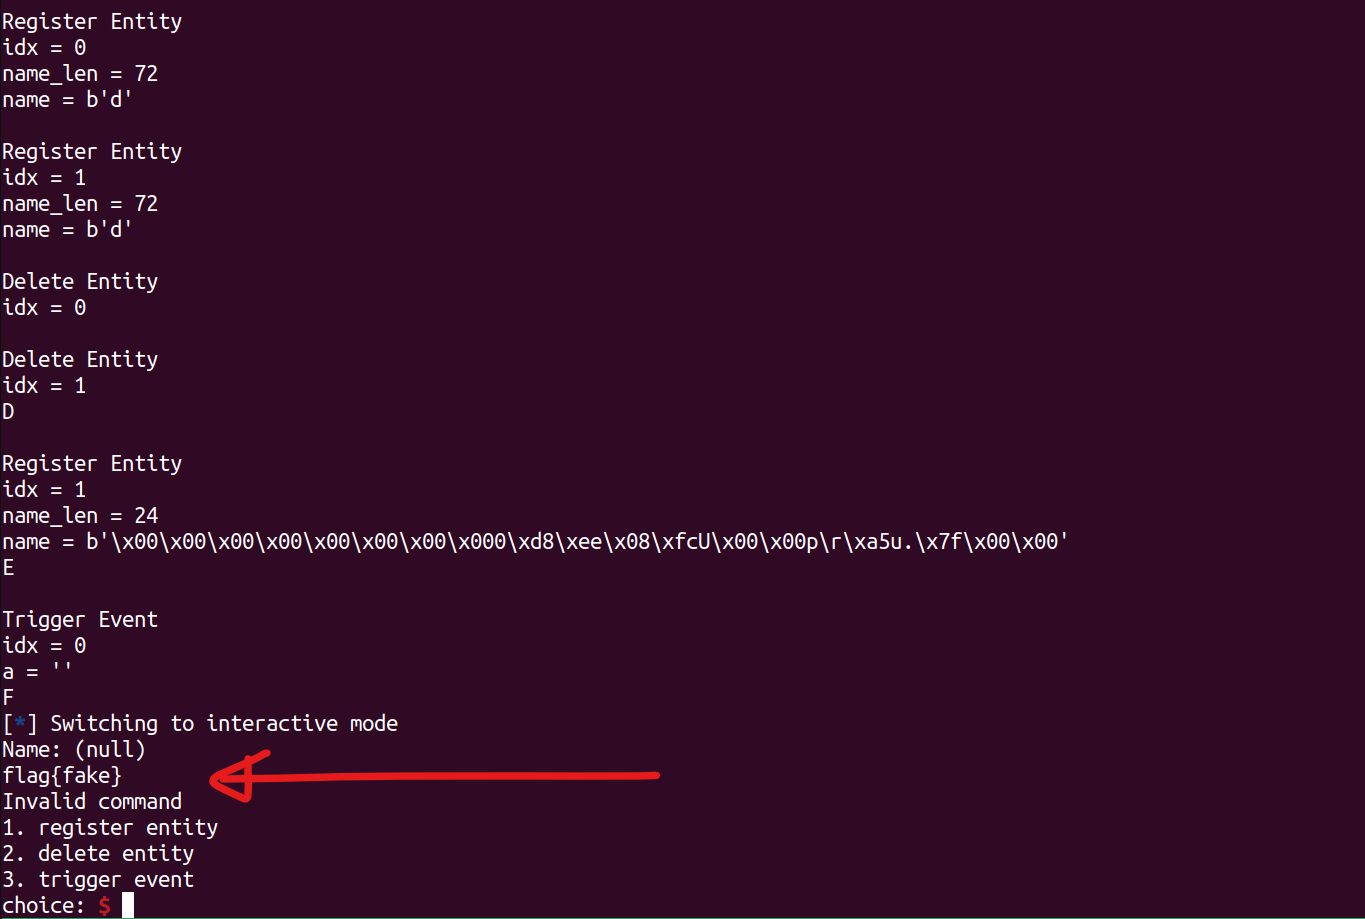 Register Entity
idx = 0
name_len = 72
name = b'd'
Register Entity
idx = 1
name_len = 72
name = b'd'
Delete Entity
idx = 0
Delete Entity
idx = 1
D
Register Entity
idx = 1
name_len = 24
name = b'\x00\x00\x00\x00\x00\x00\x00\x000\xd8\xee\x08\xfcU\x00\x00p\r\xa5u.\x7f\x00\x00'
E
Trigger Event
idx = 0
a = ''
F
[*] Switching to interactive mode
Name: (null)
flag{fake}
Invalid command
1. register entity
2. delete entity
3. trigger event
choice: $